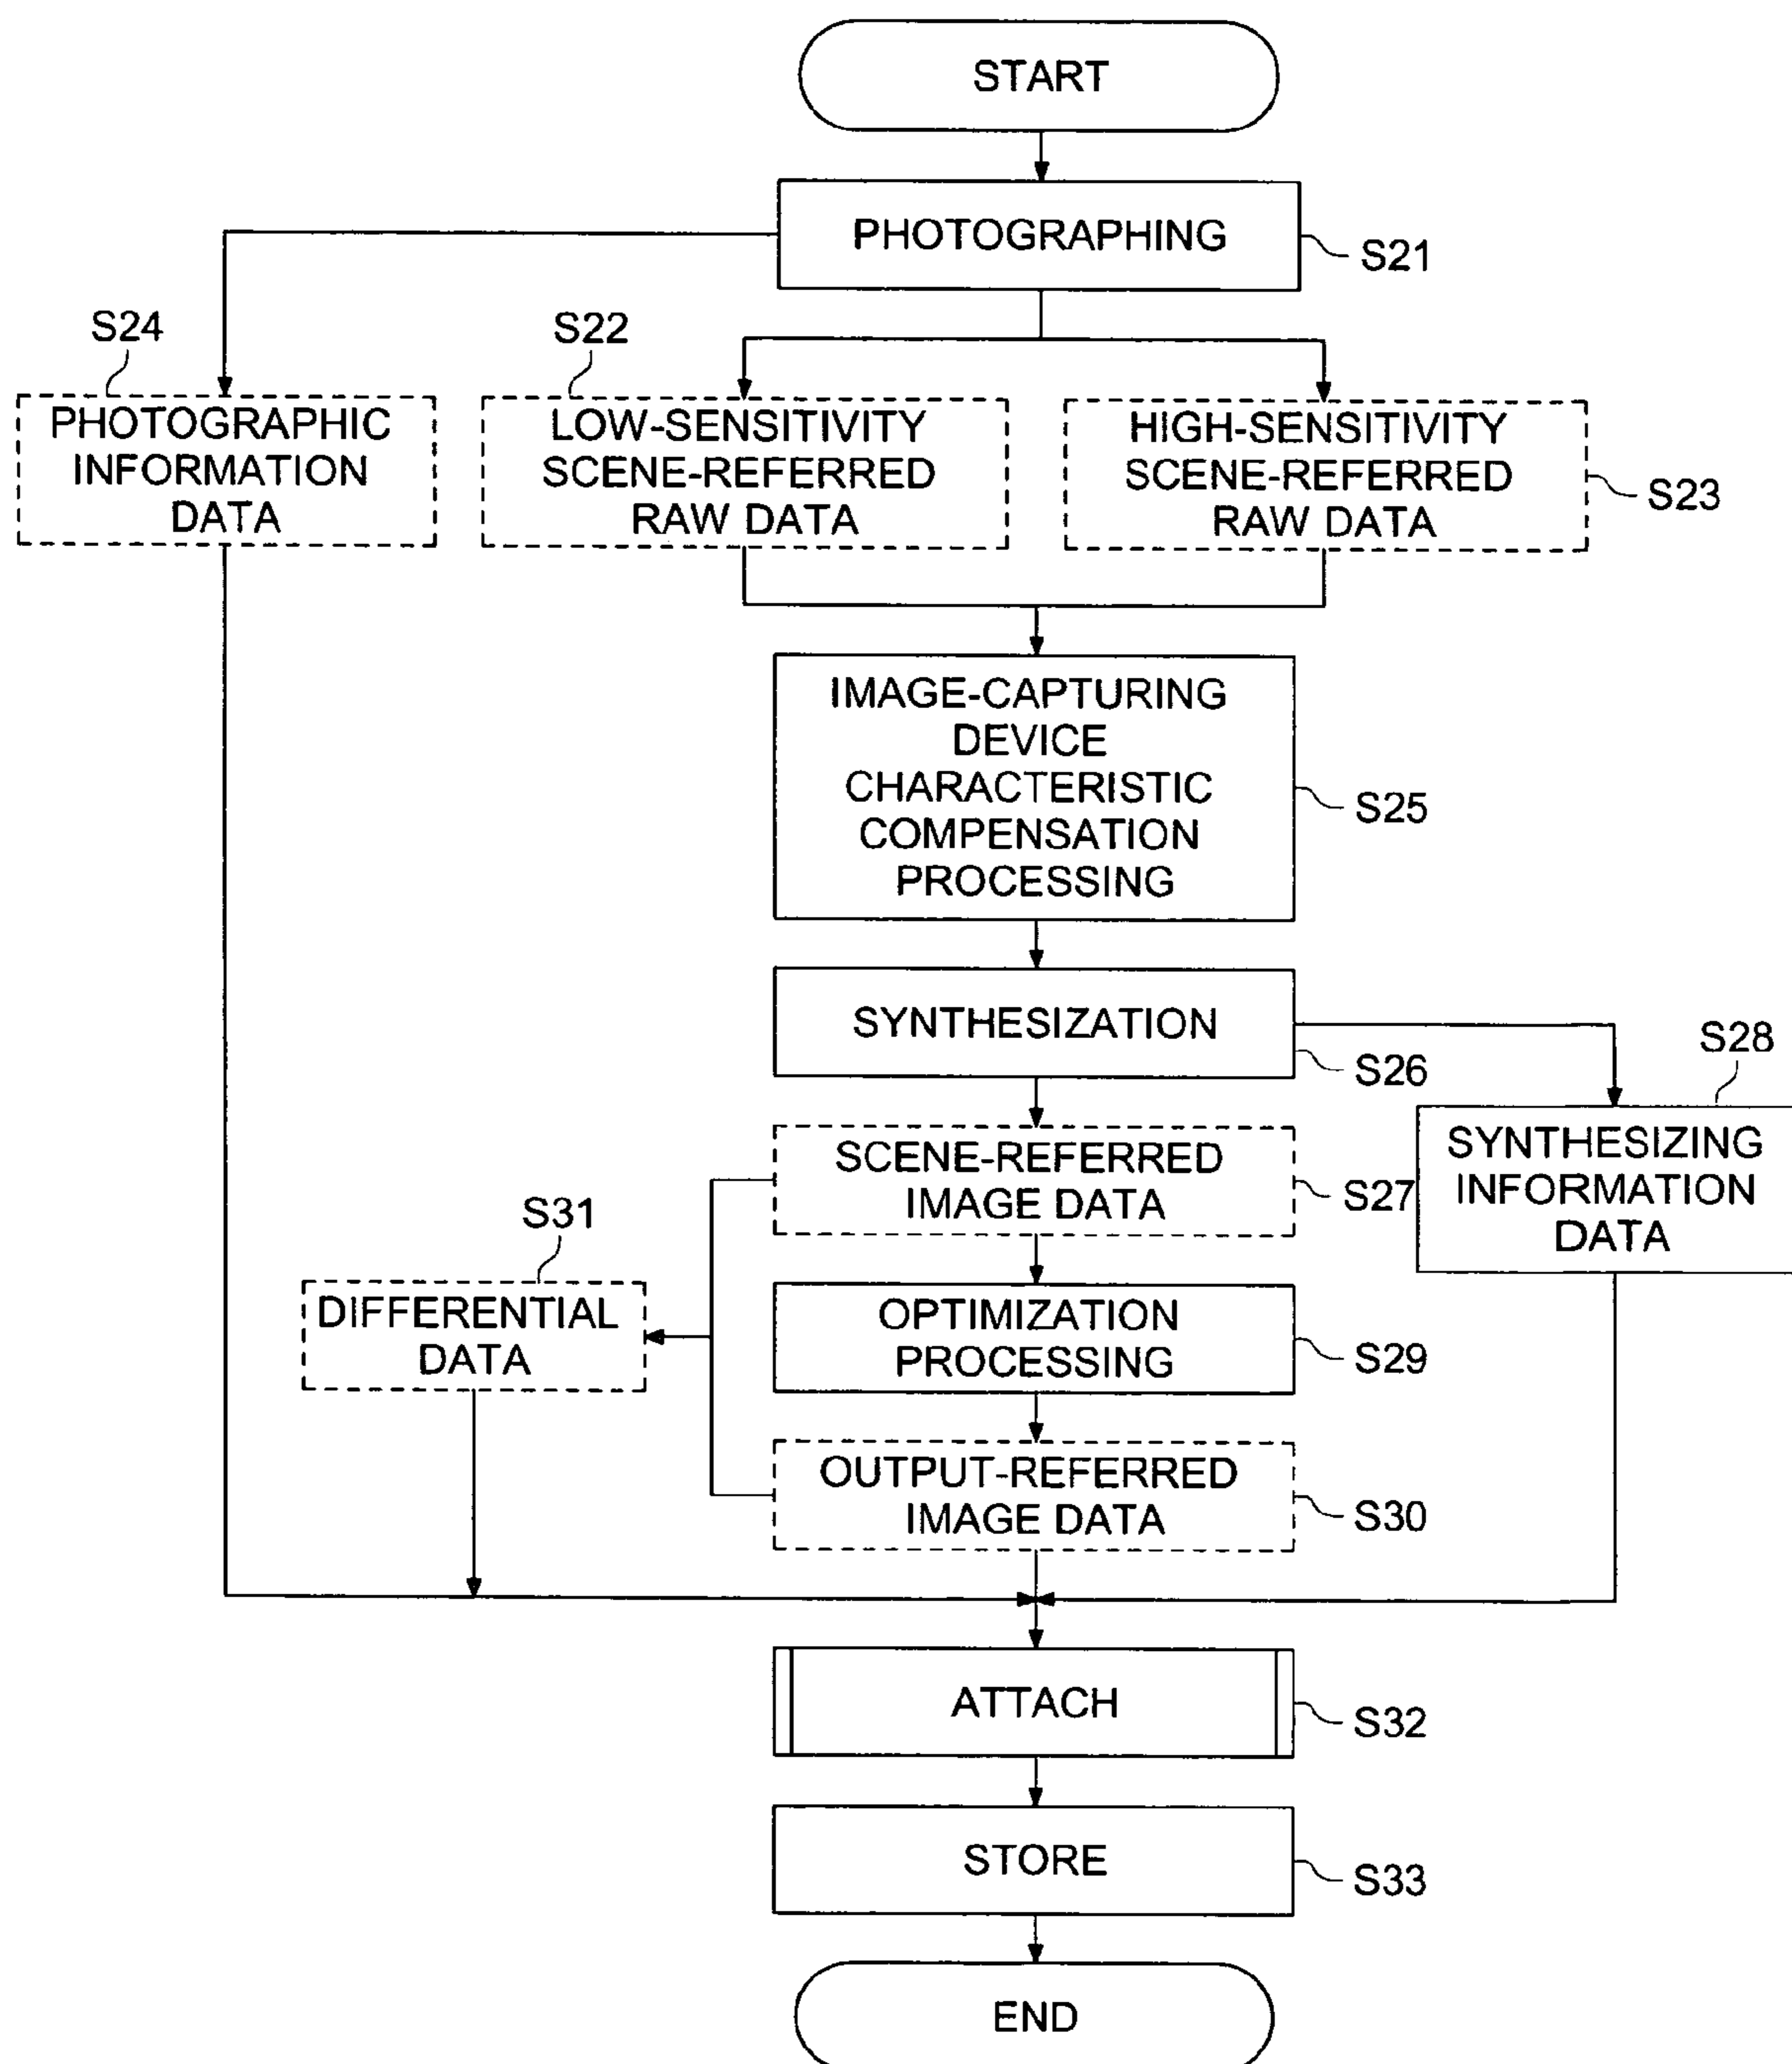 START
PHOTOGRAPHING
S21
S24
PHOTOGRAPHIC
INFORMATION
DATA
S22
LOW-SENSITIVITY
SCENE-REFERRED
RAW DATA
HIGH-SENSITIVITY
SCENE-REFERRED
RAW DATA
S23
IMAGE-CAPTURING
DEVICE
CHARACTERISTIC
COMPENSATION
PROCESSING
S25
SYNTHESIZATION
S26
S28
SYNTHESIZING
INFORMATION
DATA
SCENE-REFERRED
IMAGE DATA
S27
S31
DIFFERENTIAL
DATA
OPTIMIZATION
PROCESSING
S29
OUTPUT-REFERRED
IMAGE DATA
S30
ATTACH
S32
STORE
S33
END